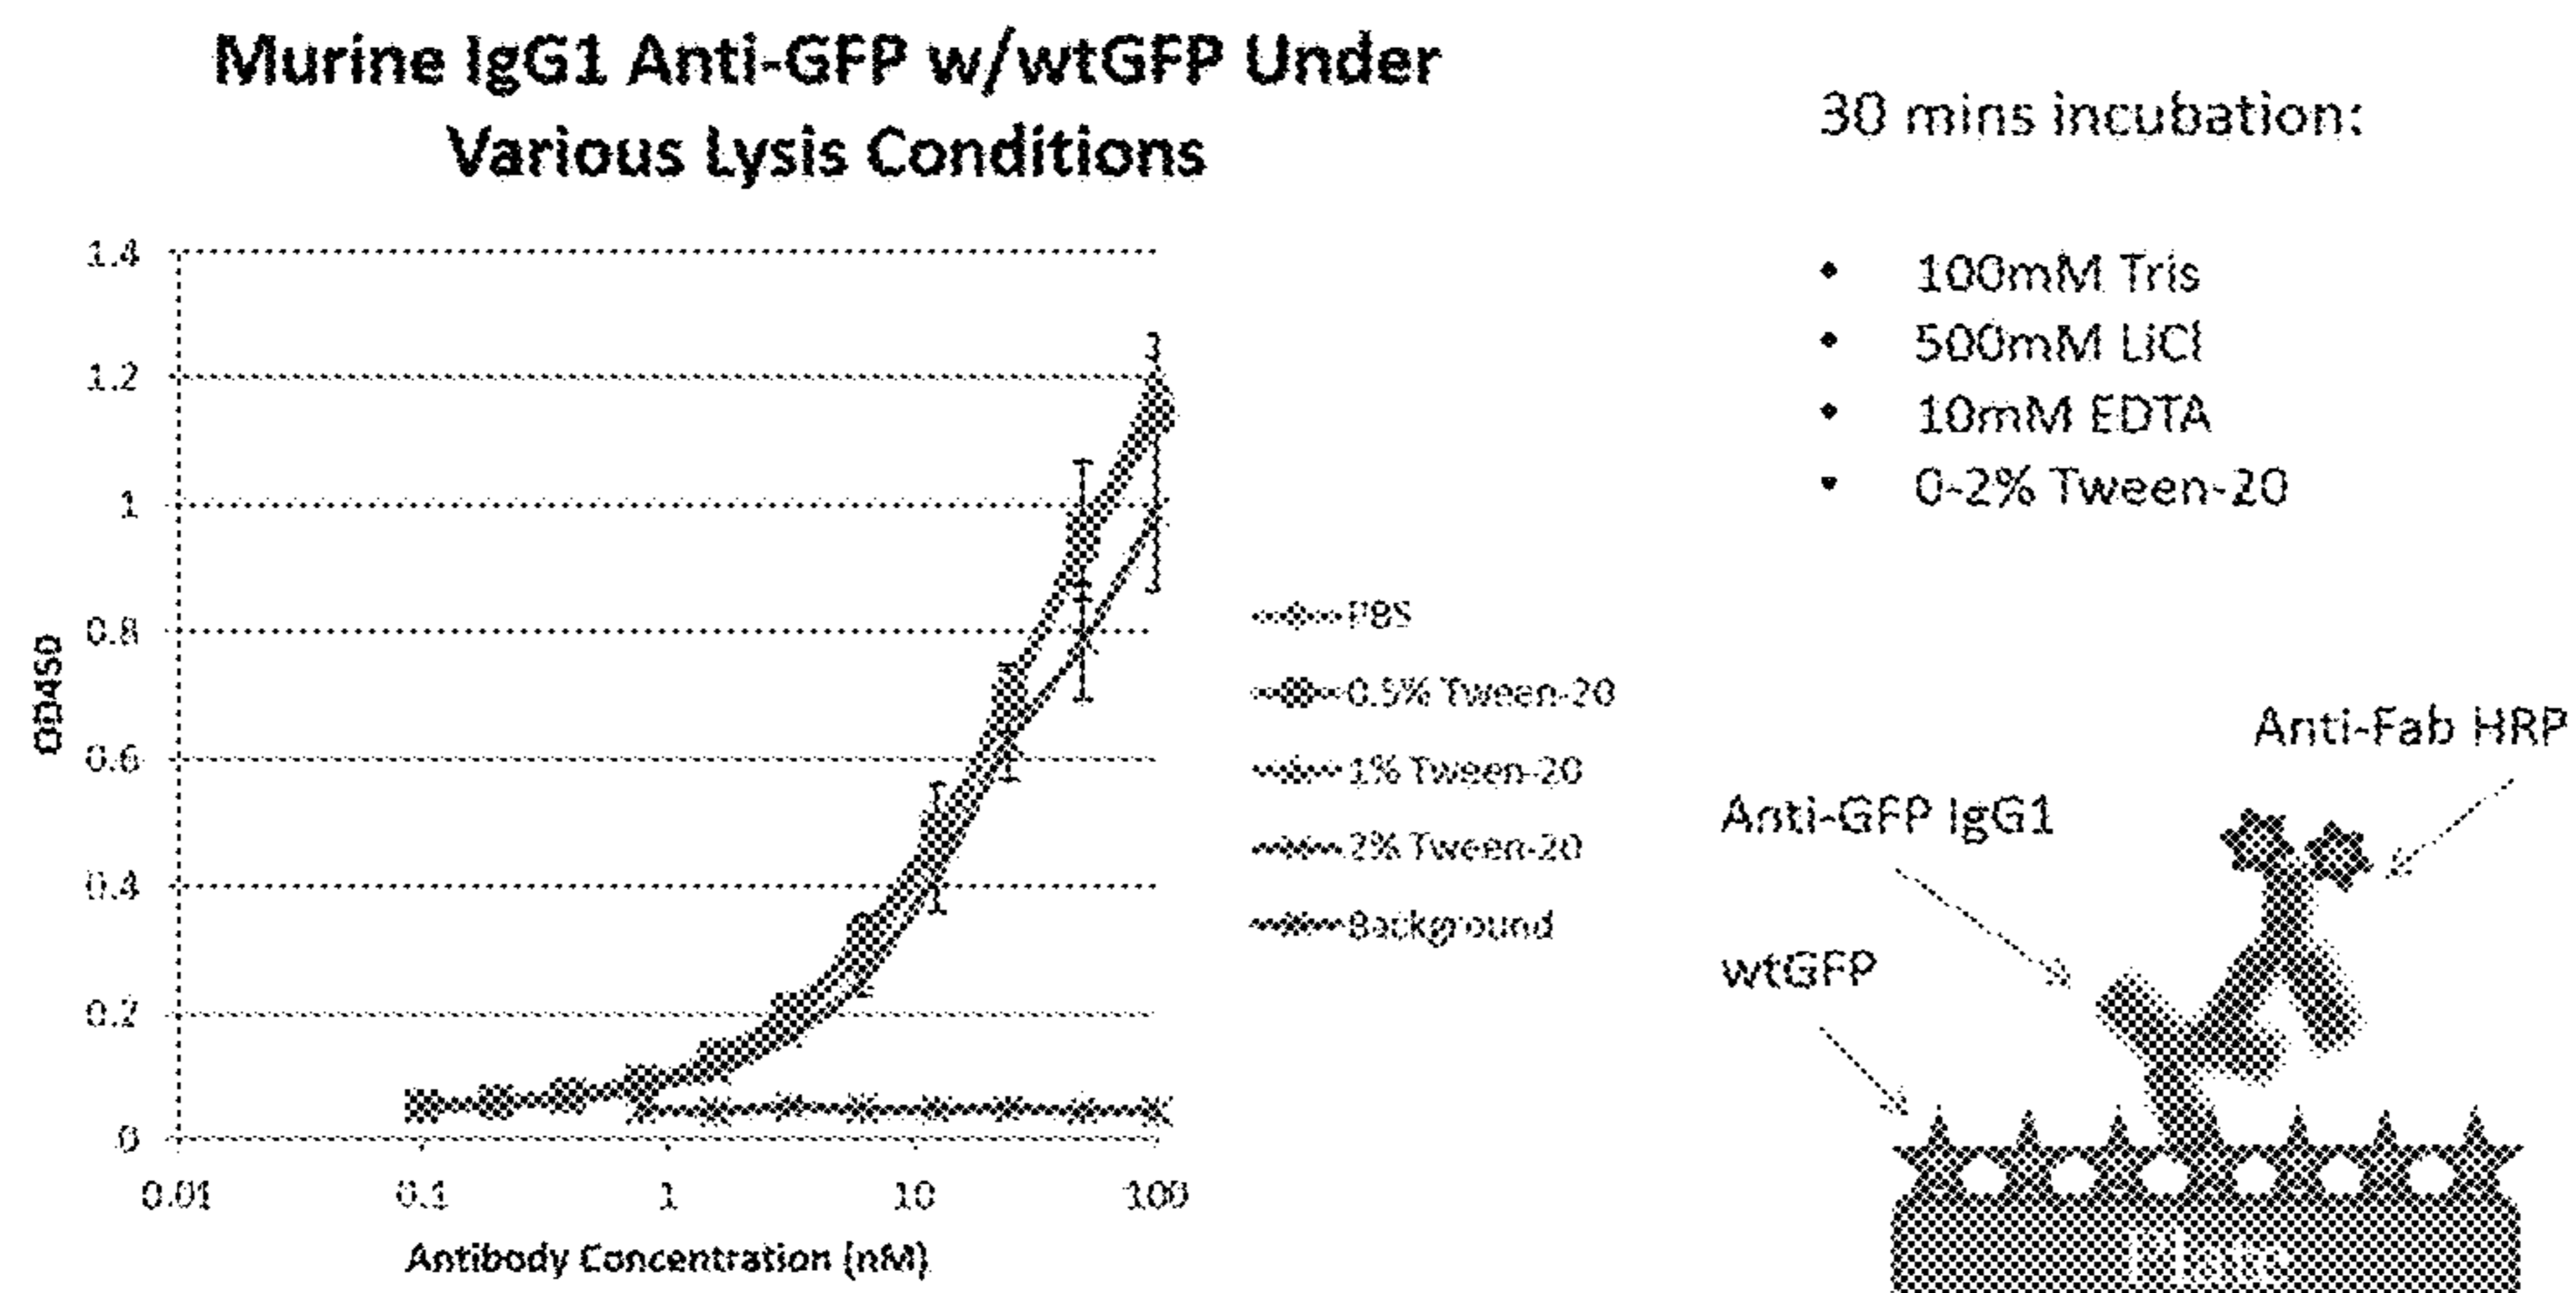 Murine IgG1 Anti-GFP w/wtGFP Under
Various Lysis Conditions
30 mins incubation:
• 100mM Tris
• 500mM LiCl
• 10mM EDTA
• 0-2% Tween-20
1.4
1.2
1
0.8
0.6
0.4
0.2
0
OD450
0.01
0.1
1
10
100
Antibody Concentration (nM)
PBS
0.5% Tween-20
1% Tween-20
2% Tween-20
Background
Anti-Fab HRP
Anti-GFP IgG1
wtGFP
Plate